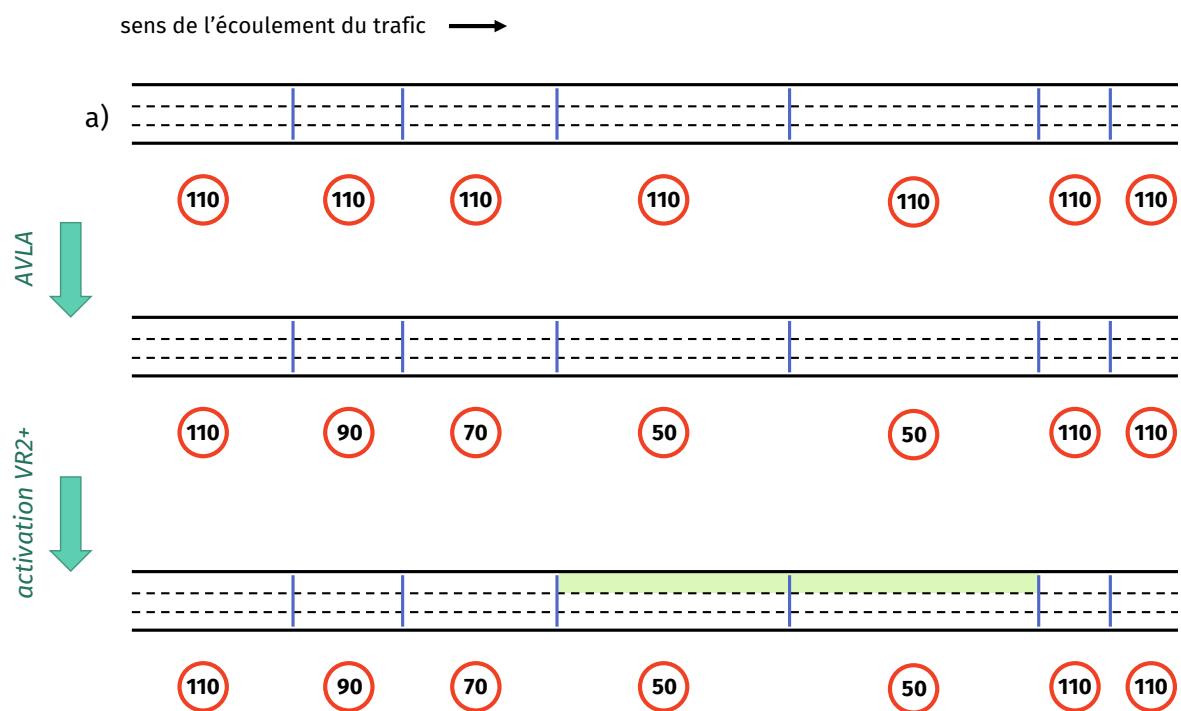 sens de l'écoulement du trafic
a)
110 110 110 110 110 110 110
AVLA
110 90 70 50 50 110 110
activation VR2+
110 90 70 50 50 110 110